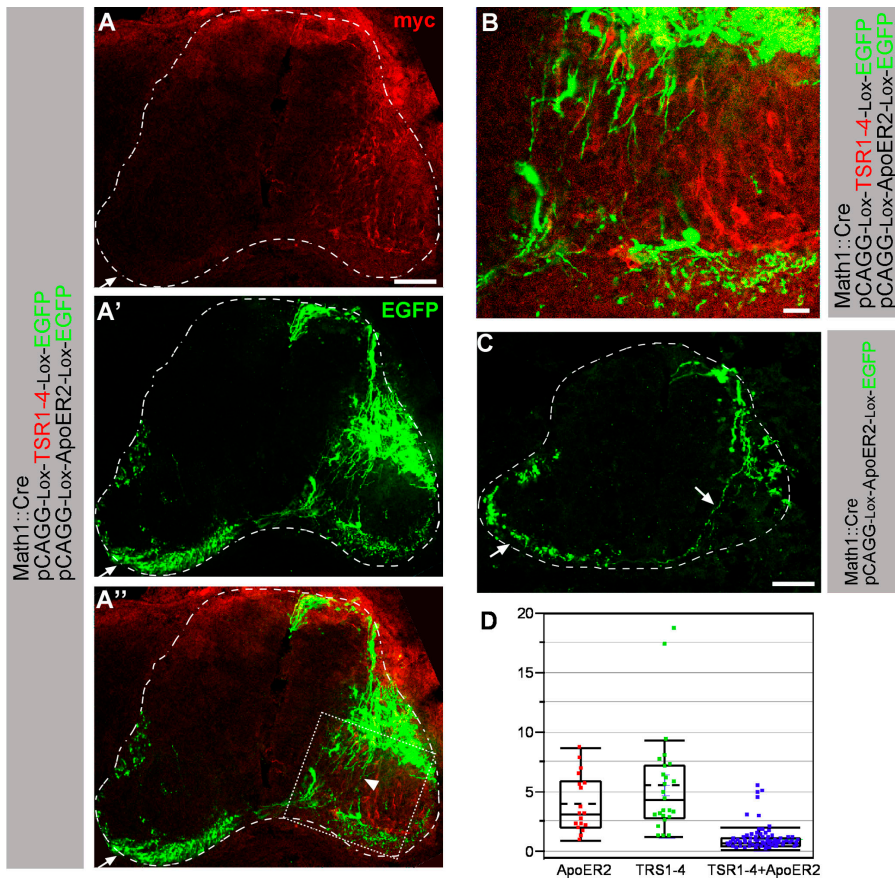 Math1::Cre
pCAGG-Lox-TSR1-4-Lox-EGFP
pCAGG-Lox-ApoER2-Lox-EGFP
A
myc
A’
EGFP
A’’
B
Math1::Cre
pCAGG-Lox-TSR1-4-Lox-EGFP
pCAGG-Lox-ApoER2-Lox-EGFP
C
Math1::Cre
pCAGG-Lox-ApoER2-Lox-EGFP
D
20
15
10
5
0
ApoER2
TRS1-4
TSR1-4+ApoER2